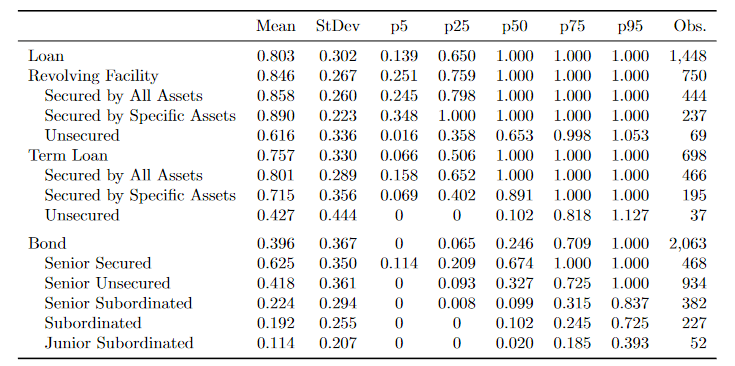 Mean StDev p5 p25 p50 p75 p95 Obs.
Loan 0.803 0.302 0.139 0.650 1.000 1.000 1.000 1,448
Revolving Facility 0.846 0.267 0.251 0.759 1.000 1.000 1.000 750
Secured by All Assets 0.858 0.260 0.245 0.798 1.000 1.000 1.000 444
Secured by Specific Assets 0.890 0.223 0.348 1.000 1.000 1.000 1.000 237
Unsecured 0.616 0.336 0.016 0.358 0.653 0.998 1.053 69
Term Loan 0.757 0.330 0.066 0.506 1.000 1.000 1.000 698
Secured by All Assets 0.801 0.289 0.158 0.652 1.000 1.000 1.000 466
Secured by Specific Assets 0.715 0.356 0.069 0.402 0.891 1.000 1.000 195
Unsecured 0.427 0.444 0 0 0.102 0.818 1.127 37
Bond 0.396 0.367 0 0.065 0.246 0.709 1.000 2,063
Senior Secured 0.625 0.350 0.114 0.209 0.674 1.000 1.000 468
Senior Unsecured 0.418 0.361 0 0.093 0.327 0.725 1.000 934
Senior Subordinated 0.224 0.294 0 0.008 0.099 0.315 0.837 382
Subordinated 0.192 0.255 0 0 0.102 0.245 0.725 227
Junior Subordinated 0.114 0.207 0 0 0.020 0.185 0.393 52